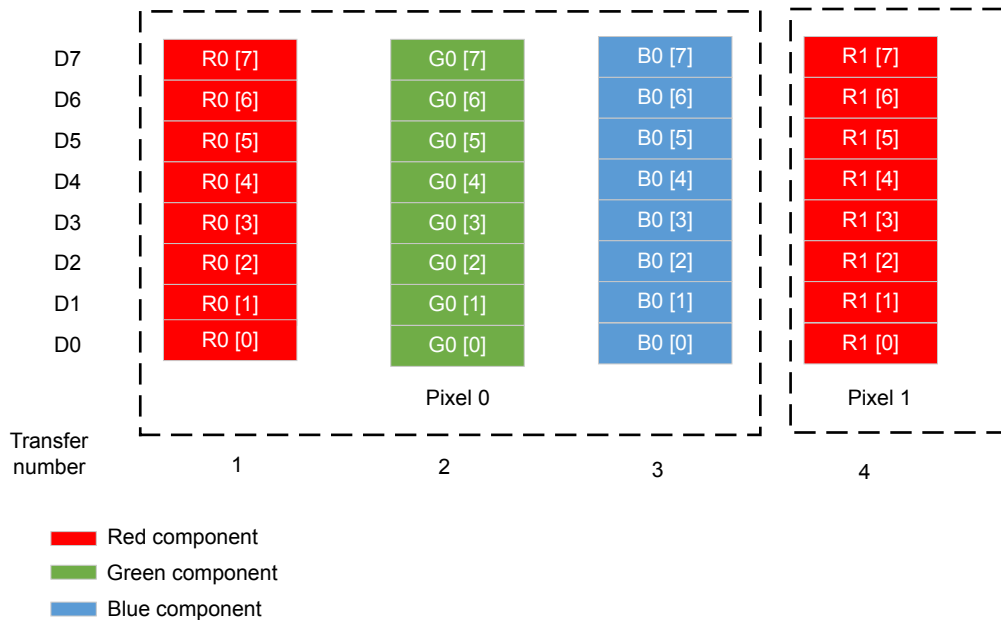 D7 R0 [7] G0 [7] B0 [7] R1 [7]
D6 R0 [6] G0 [6] B0 [6] R1 [6]
D5 R0 [5] G0 [5] B0 [5] R1 [5]
D4 R0 [4] G0 [4] B0 [4] R1 [4]
D3 R0 [3] G0 [3] B0 [3] R1 [3]
D2 R0 [2] G0 [2] B0 [2] R1 [2]
D1 R0 [1] G0 [1] B0 [1] R1 [1]
D0 R0 [0] G0 [0] B0 [0] R1 [0]
Pixel 0 Pixel 1
Transfer
number 1 2 3 4
Red component
Green component
Blue component